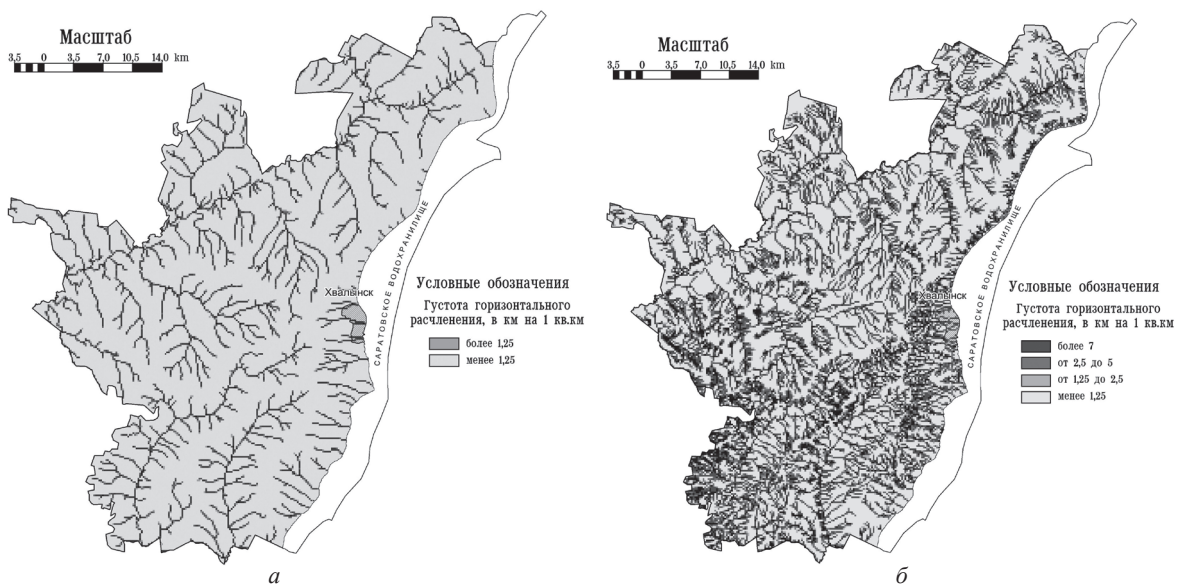 Масштаб
3,5 0 3,5 7,0 10,5 14,0 km
Хвалынск
САРАТОВСКОЕ ВОДОХРАНИЛИЩЕ
Условные обозначения
Густота горизонтального
расчленения, в км на 1 кв.км
более 1,25
менее 1,25
а
Масштаб
3,5 0 3,5 7,0 10,5 14,0 km
Хвалынск
САРАТОВСКОЕ ВОДОХРАНИЛИЩЕ
Условные обозначения
Густота горизонтального
расчленения, в км на 1 кв.км
более 7
от 2,5 до 5
от 1,25 до 2,5
менее 1,25
б